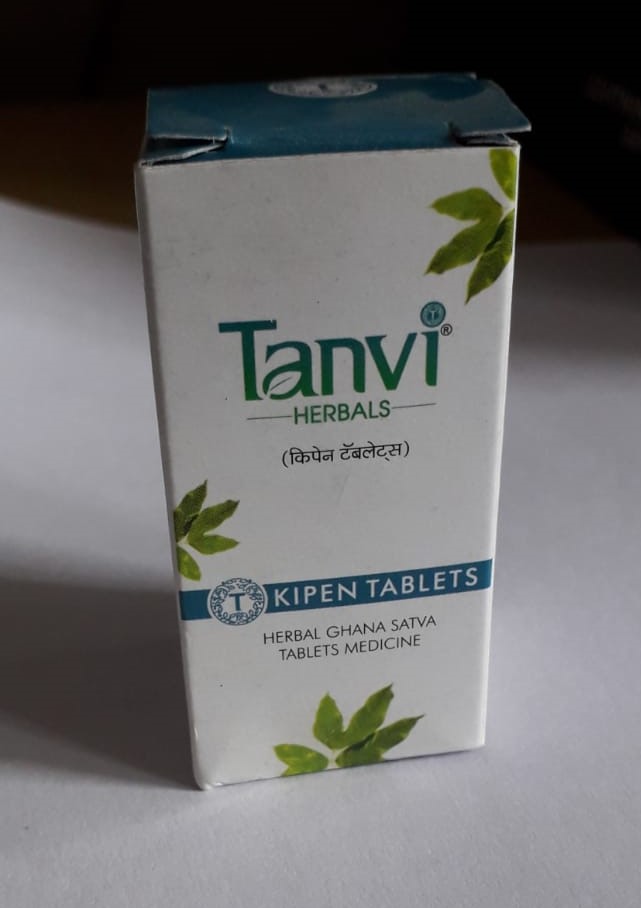 Tanvi®
HERBALS
(किपेन टॅबलेट्स)
T KIPEN TABLETS
HERBAL GHANA SATVA
TABLETS MEDICINE